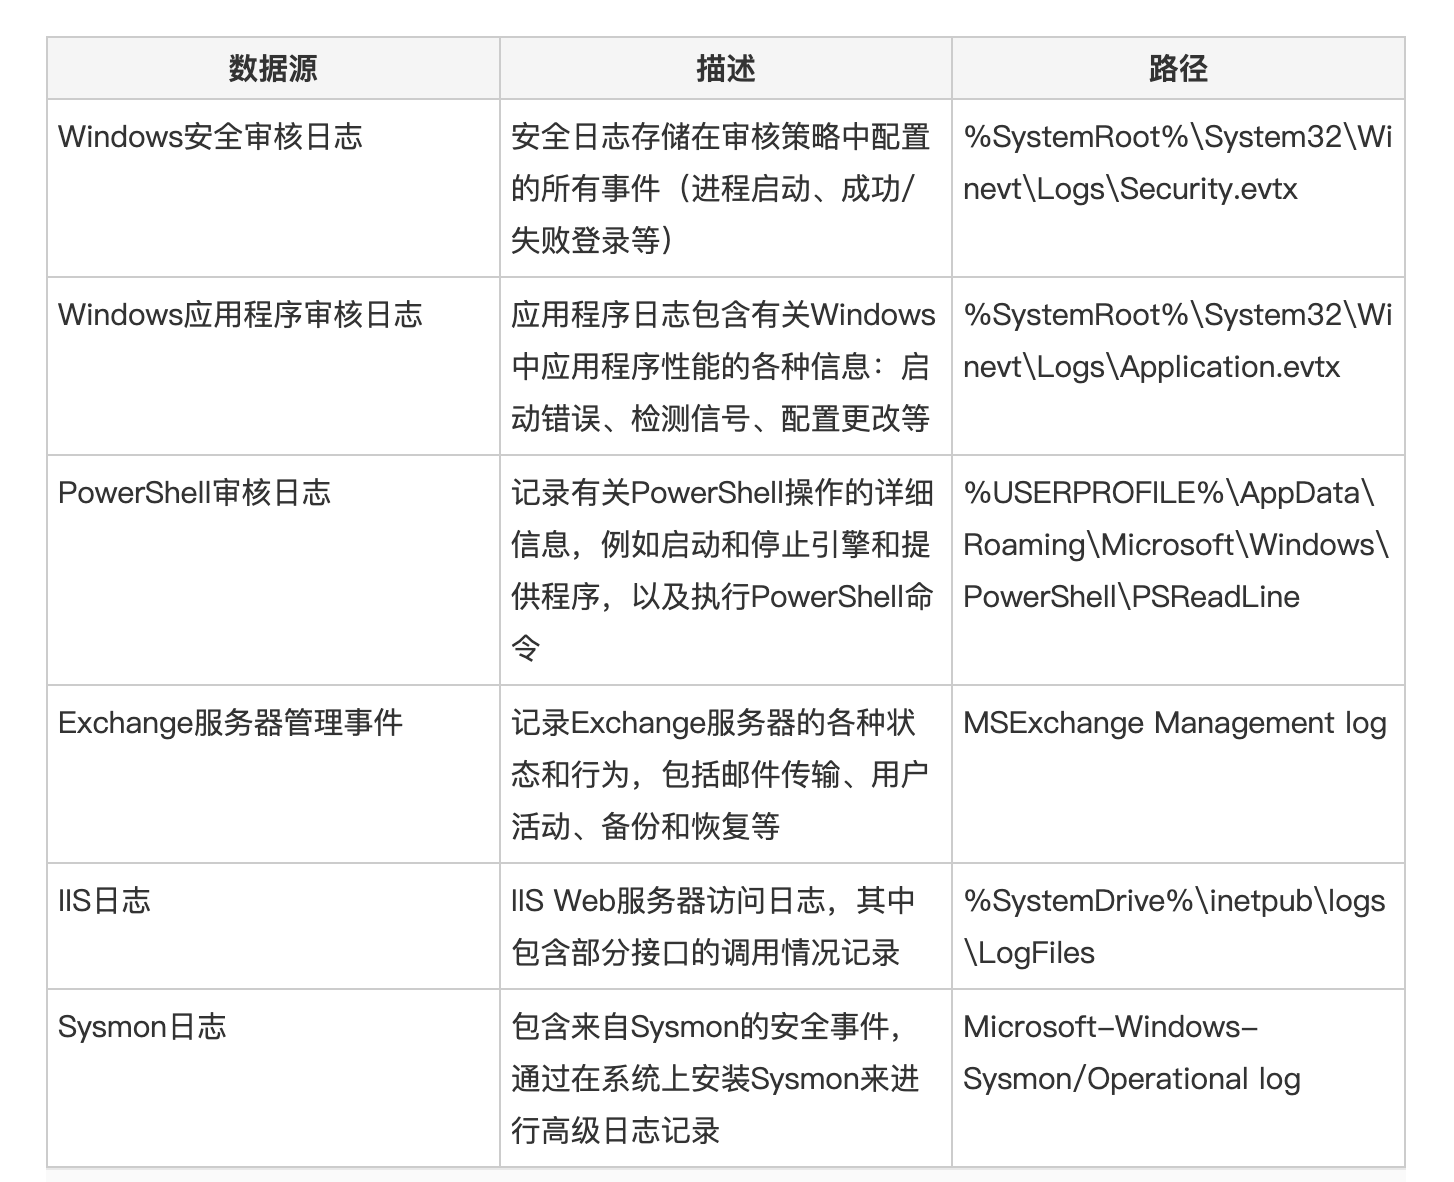 数据源
描述
路径
Windows安全审核日志
安全日志存储在审核策略中配置
的所有事件（进程启动、成功/
失败登录等）
%SystemRoot%\System32\Wi
nevt\Logs\Security.evtx
Windows应用程序审核日志
应用程序日志包含有关Windows
中应用程序性能的各种信息：启
动错误、检测信号、配置更改等
%SystemRoot%\System32\Wi
nevt\Logs\Application.evtx
PowerShell审核日志
记录有关PowerShell操作的详细
信息，例如启动和停止引擎和提
供程序，以及执行PowerShell命
令
%USERPROFILE%\AppData\
Roaming\Microsoft\Windows\
PowerShell\PSReadLine
Exchange服务器管理事件
记录Exchange服务器的各种状
态和行为，包括邮件传输、用户
活动、备份和恢复等
MSExchange Management log
IIS日志
IIS Web服务器访问日志，其中
包含部分接口的调用情况记录
%SystemDrive%\inetpub\logs
\LogFiles
Sysmon日志
包含来自Sysmon的安全事件，
通过在系统上安装Sysmon来进
行高级日志记录
Microsoft-Windows-
Sysmon/Operational log